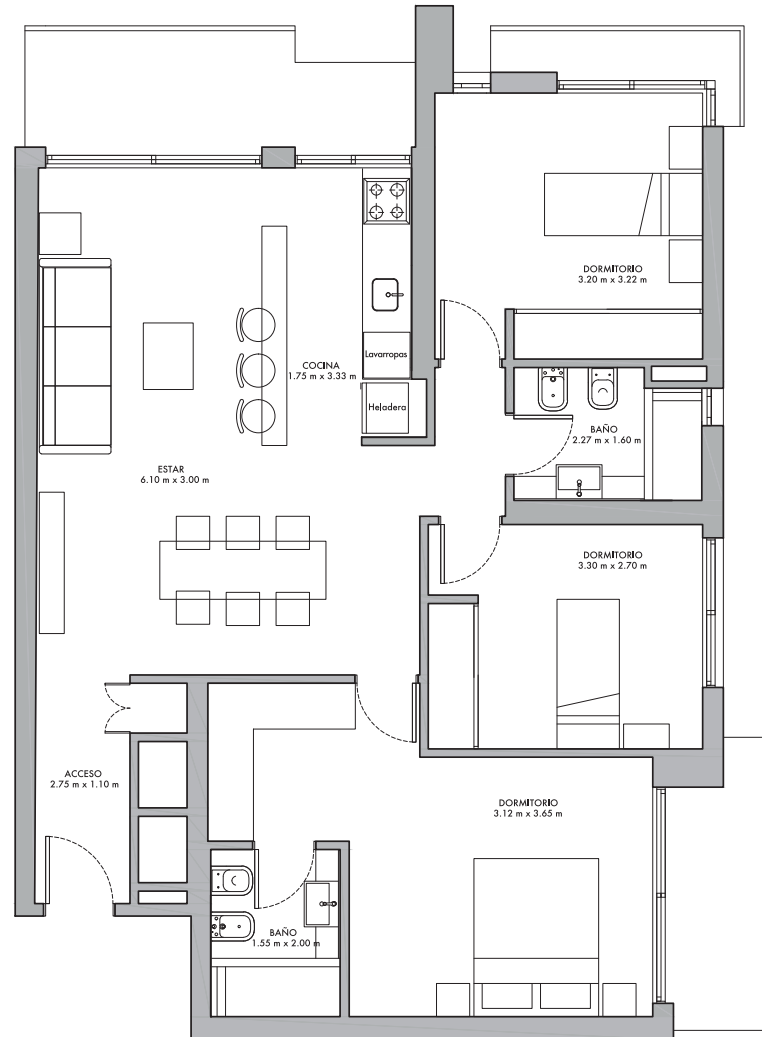 DORMITORIO
3.20 m x 3.22 m
Lavarropas
COCINA
1.75 m x 3.33 m
Heladera
BAÑO
2.27 m x 1.60 m
ESTAR
6.10 m x 3.00 m
DORMITORIO
3.30 m x 2.70 m
ACCESO
2.75 m x 1.10 m
DORMITORIO
3.12 m x 3.65 m
BAÑO
1.55 m x 2.00 m